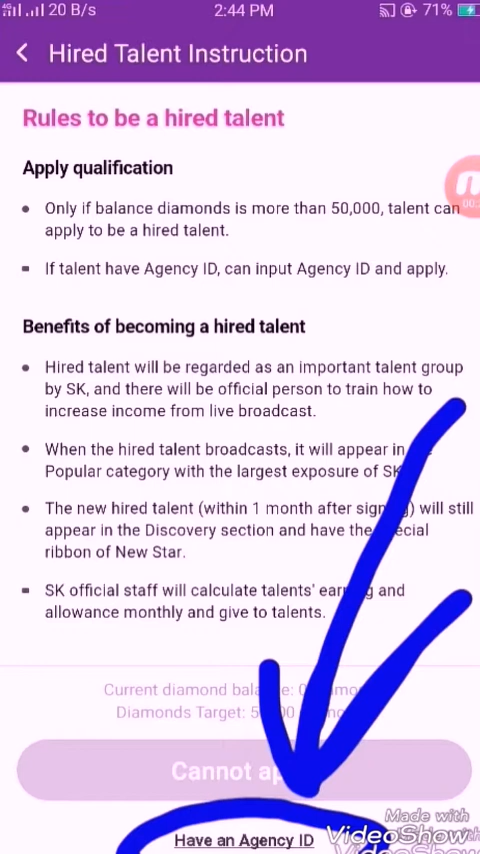 4G 20 B/s 2:44 PM 71%
Hired Talent Instruction
Rules to be a hired talent
Apply qualification
Only if balance diamonds is more than 50,000, talent can
apply to be a hired talent.
If talent have Agency ID, can input Agency ID and apply.
Benefits of becoming a hired talent
Hired talent will be regarded as an important talent group
by SK, and there will be official person to train how to
increase income from live broadcast.
When the hired talent broadcasts, it will appear in
Popular category with the largest exposure of SK
The new hired talent (within 1 month after) will still
appear in the Discovery section and have the
ribbon of New Star.
SK official staff will calculate talents' and
allowance monthly and give to talents.
Current diamond
Diamonds Target:
Cannot
Have an Agency ID
Made with
VideoShow